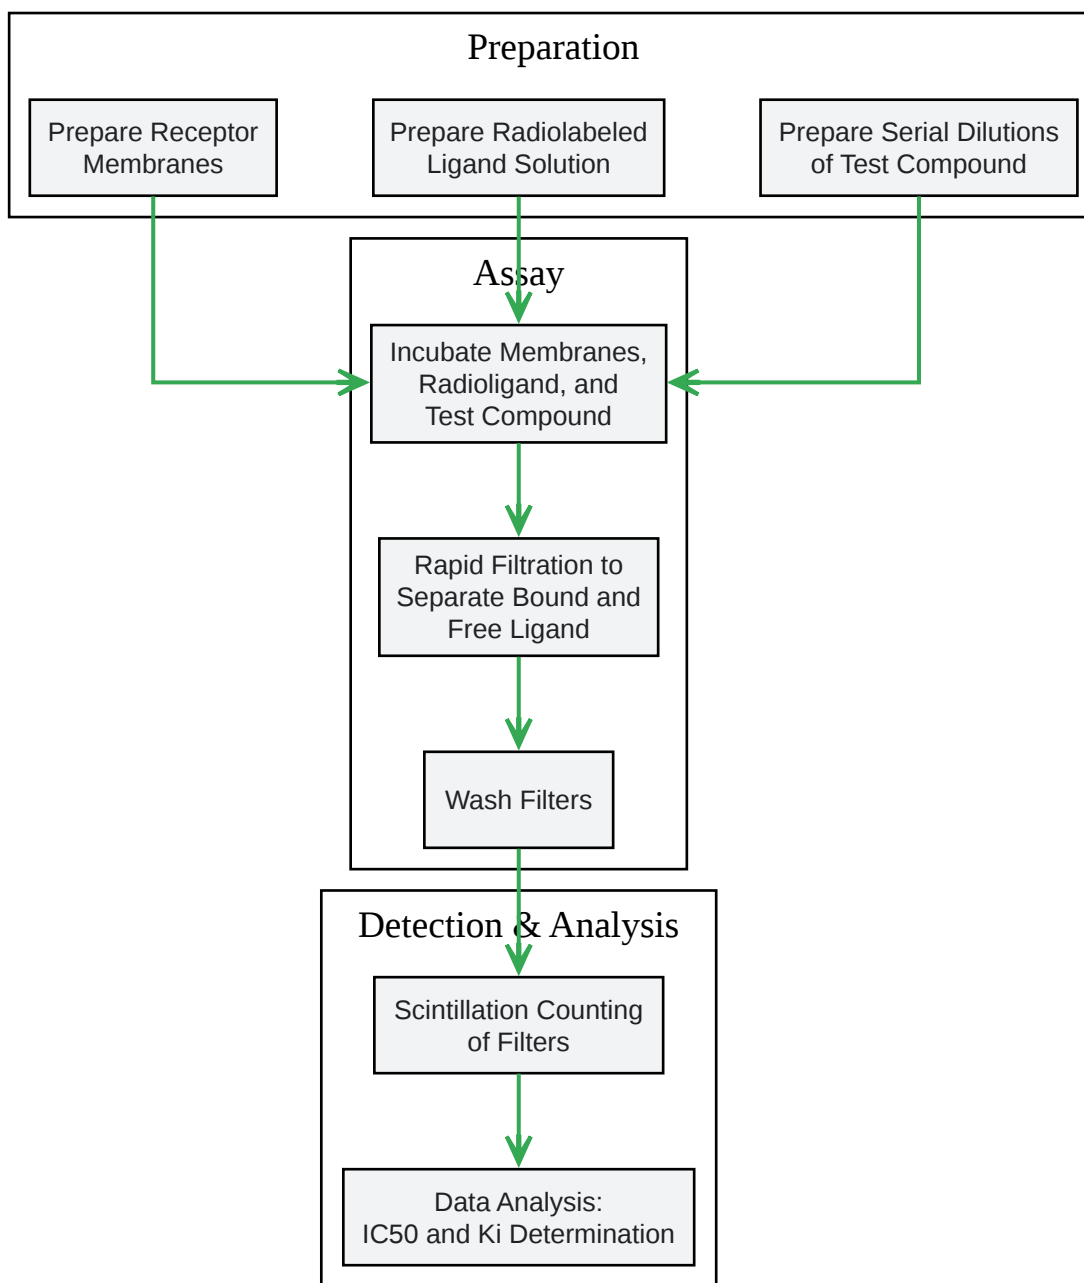 Preparation
Prepare Receptor
Membranes
Prepare Radiolabeled
Ligand Solution
Prepare Serial Dilutions
of Test Compound
Assay
Incubate Membranes,
Radioligand, and
Test Compound
Rapid Filtration to
Separate Bound and
Free Ligand
Wash Filters
Detection & Analysis
Scintillation Counting
of Filters
Data Analysis:
IC50 and Ki Determination